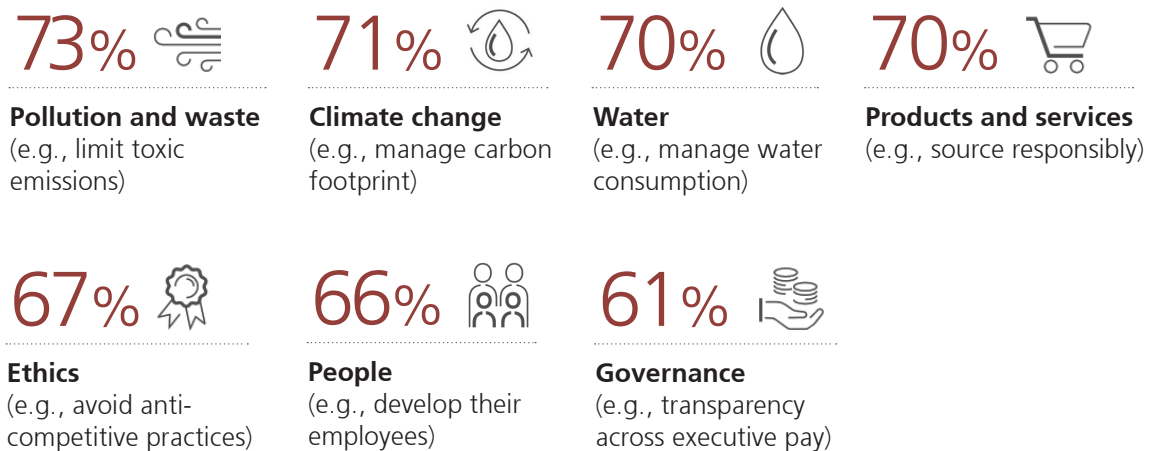 73%
71%
70%
70%
Pollution and waste
(e.g., limit toxic
emissions)
Climate change
(e.g., manage carbon
footprint)
Water
(e.g., manage water
consumption)
Products and services
(e.g., source responsibly)
67%
66%
61%
Ethics
(e.g., avoid anti-
competitive practices)
People
(e.g., develop their
employees)
Governance
(e.g., transparency
across executive pay)